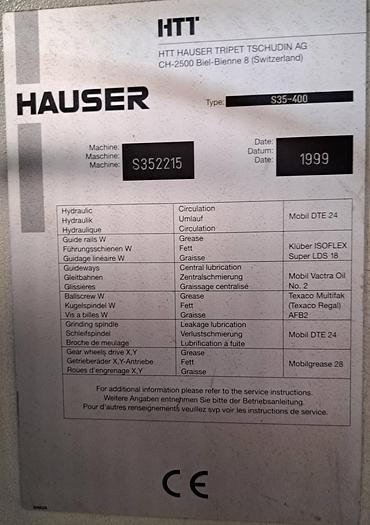 HTT
HTT HAUSER TRIPET TSCHUDIN AG
CH-2500 Biel-Bienne 8 (Switzerland)
HAUSER
Type: S35-400
Machine:
Maschine:
Machine:
S352215
Date:
Datum:
Date:
1999
Hydraulic Circulation
Hydraulik Umlauf Mobil DTE 24
Hydraulique Circulation
Guide rails W Grease
Führungsschienen W Fett Klüber ISOFLEX
Guidage linéaire W Graisse Super LDS 18
Guideways Central lubrication
Gleitbahnen Zentralschmierung Mobil Vactra Oil
Glissières Graissage centralisé No. 2
Ballscrew W Grease Texaco Multifak
Kugelspindel W Fett (Texaco Regal)
Vis a billes W Graisse AFB2
Grinding spindle Leakage lubrication
Schleifspindel Verlustschmierung Mobil DTE 24
Broche de meulage Lubrification à fuite
Gear wheels drive X,Y Grease
Getrieberäder X,Y-Antriebe Fett Mobilgrease 28
Roues d'engrenage X,Y Graisse
For additional information please refer to the service instructions.
Weitere Angaben entnehmen Sie bitte der Betriebsanleitung.
Pour d'autres renseignements veuillez svp voir les instructions de service.
CE